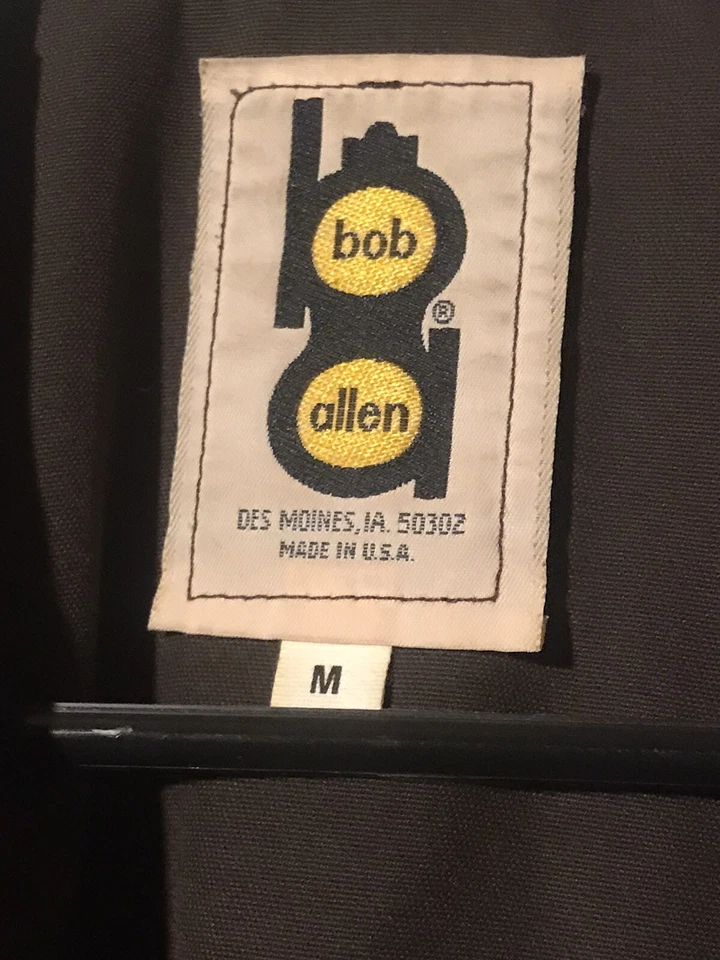 bob
®
allen
DES MOINES, IA. 50302
MADE IN U.S.A.
M